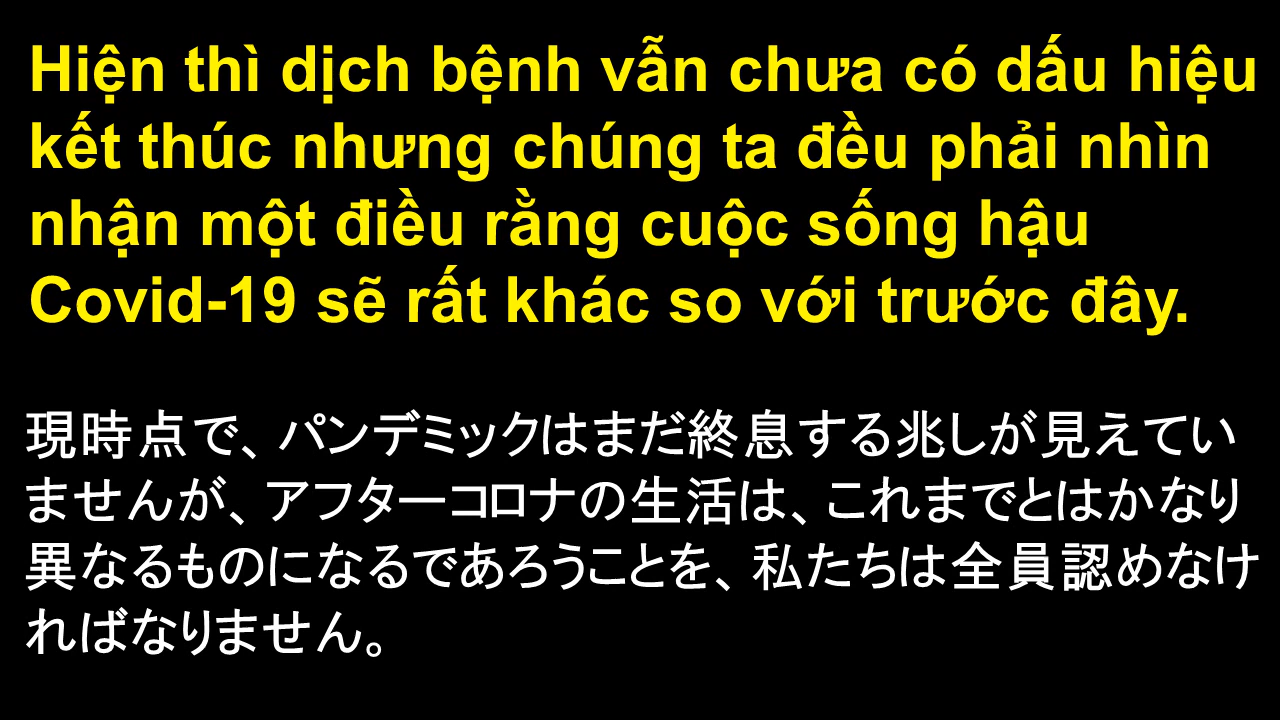 Hiện thì dịch bệnh vẫn chưa có dấu hiệu
kết thúc nhưng chúng ta đều phải nhìn
nhận một điều rằng cuộc sống hậu
Covid-19 sẽ rất khác so với trước đây.
現時点で、パンデミックはまだ終息する兆しが見えてい
ませんが、アフターコロナの生活は、これまでとはかなり
異なるものになるであろうことを、私たちは全員認めなけ
ればなりません。